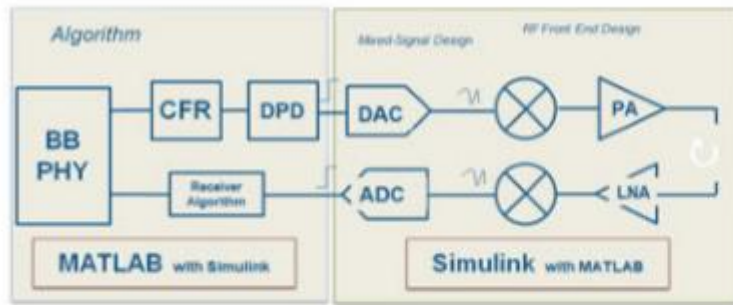 Algorithm
Mixed-Signal Design
RF Front End Design
BB
PHY
CFR
DPD
DAC
PA
Receiver
Algorithm
ADC
LNA
MATLAB with Simulink
Simulink with MATLAB